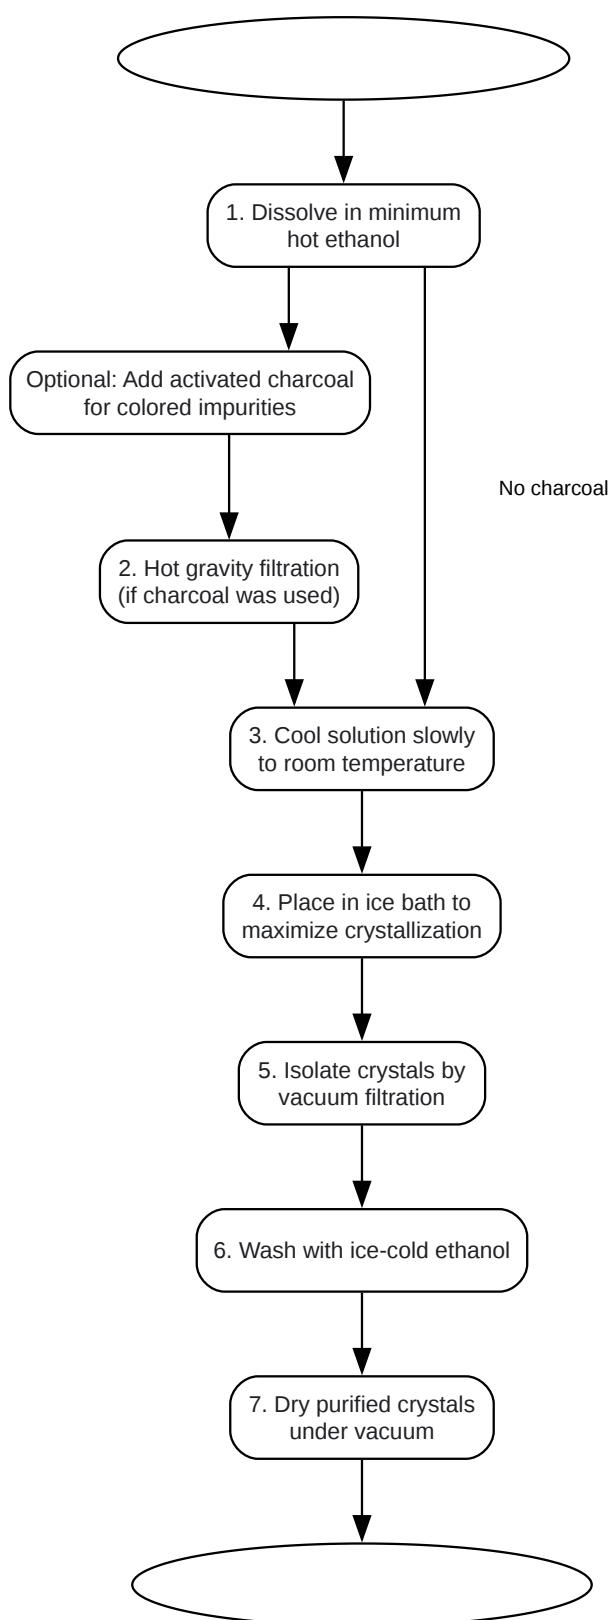 1. Dissolve in minimum
hot ethanol
Optional: Add activated charcoal
for colored impurities
No charcoal
2. Hot gravity filtration
(if charcoal was used)
3. Cool solution slowly
to room temperature
4. Place in ice bath to
maximize crystallization
5. Isolate crystals by
vacuum filtration
6. Wash with ice-cold ethanol
7. Dry purified crystals
under vacuum